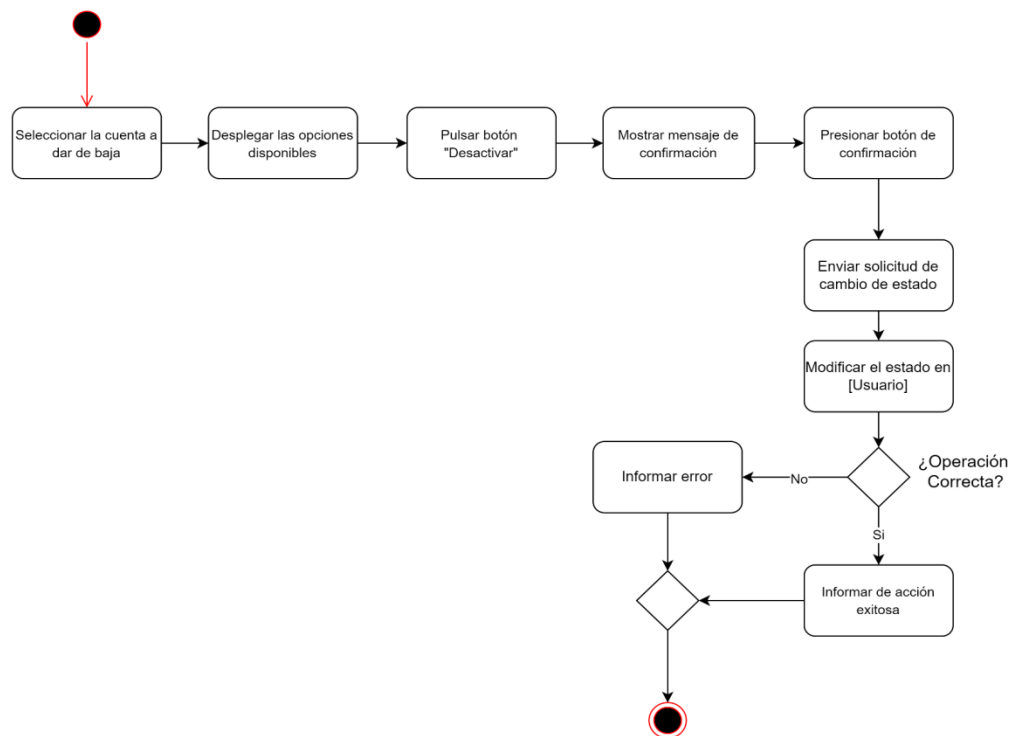 Seleccionar la cuenta a
dar de baja
Desplegar las opciones
disponibles
Pulsar botón
"Desactivar"
Mostrar mensaje de
confirmación
Presionar botón de
confirmación
Enviar solicitud de
cambio de estado
Modificar el estado en
[Usuario]
¿Operación
Correcta?
No
Informar error
Si
Informar de acción
exitosa